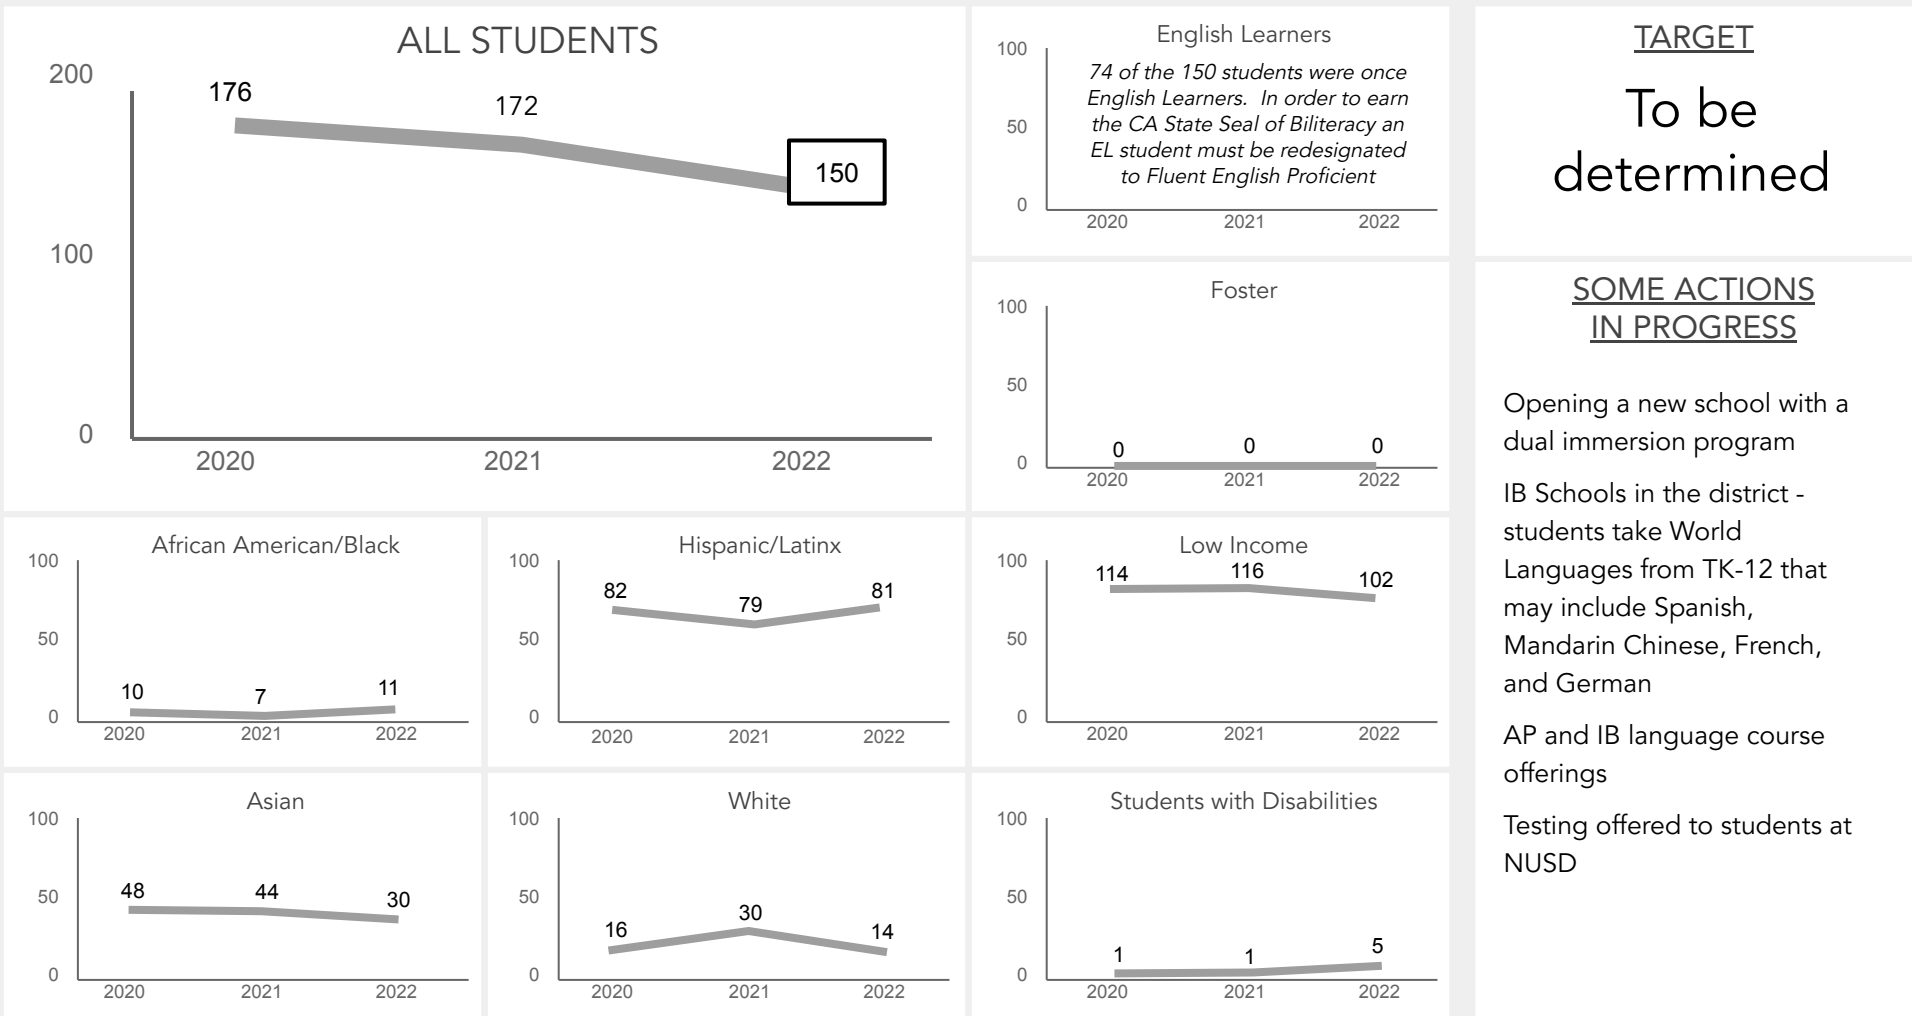 ALL STUDENTS
200
100
0
176
172
150
2020
2021
2022
English Learners
100
50
0
74 of the 150 students were once
English Learners. In order to earn
the CA State Seal of Biliteracy an
EL student must be redesignated
to Fluent English Proficient
2020
2021
2022
TARGET
To be
determined
Foster
100
50
0
0
0
0
2020
2021
2022
SOME ACTIONS
IN PROGRESS
Opening a new school with a
dual immersion program
IB Schools in the district -
students take World
Languages from TK-12 that
may include Spanish,
Mandarin Chinese, French,
and German
AP and IB language course
offerings
Testing offered to students at
NUSD
African American/Black
100
50
0
10
7
11
2020
2021
2022
Hispanic/Latinx
100
50
0
82
79
81
2020
2021
2022
Low Income
100
50
0
114
116
102
2020
2021
2022
Asian
100
50
0
48
44
30
2020
2021
2022
White
100
50
0
16
30
14
2020
2021
2022
Students with Disabilities
100
50
0
1
1
5
2020
2021
2022